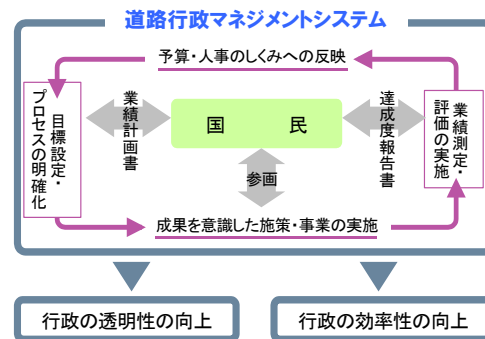 道路行政マネジメントシステム
予算・人事のしくみへの反映
目標設定・
プロセスの明確化
業績計画書
国　民
達成度報告書
業績測定・
評価の実施
参画
成果を意識した施策・事業の実施
行政の透明性の向上
行政の効率性の向上